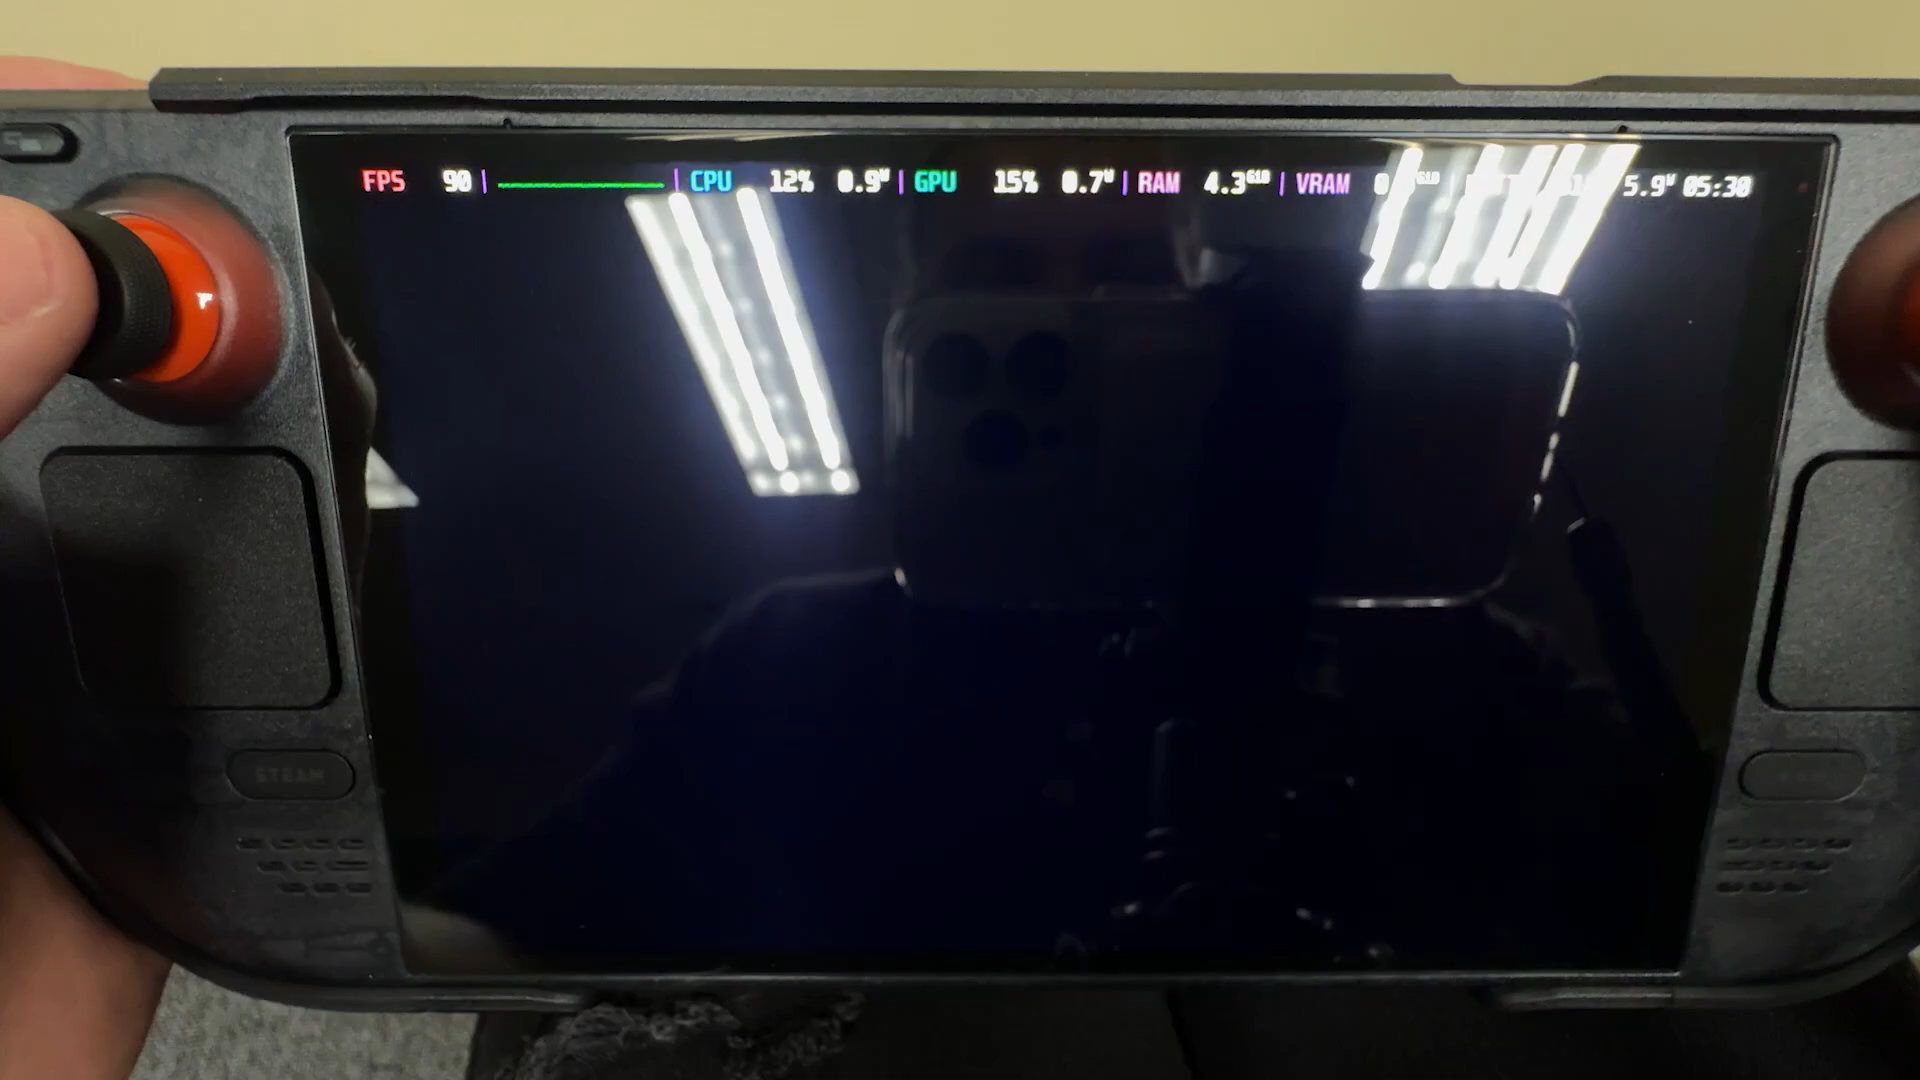 FPS 90 | | CPU 12% 0.9W | GPU 15% 0.7W | RAM 4.3GiB | VRAM 5.9W 05:30
STEAM